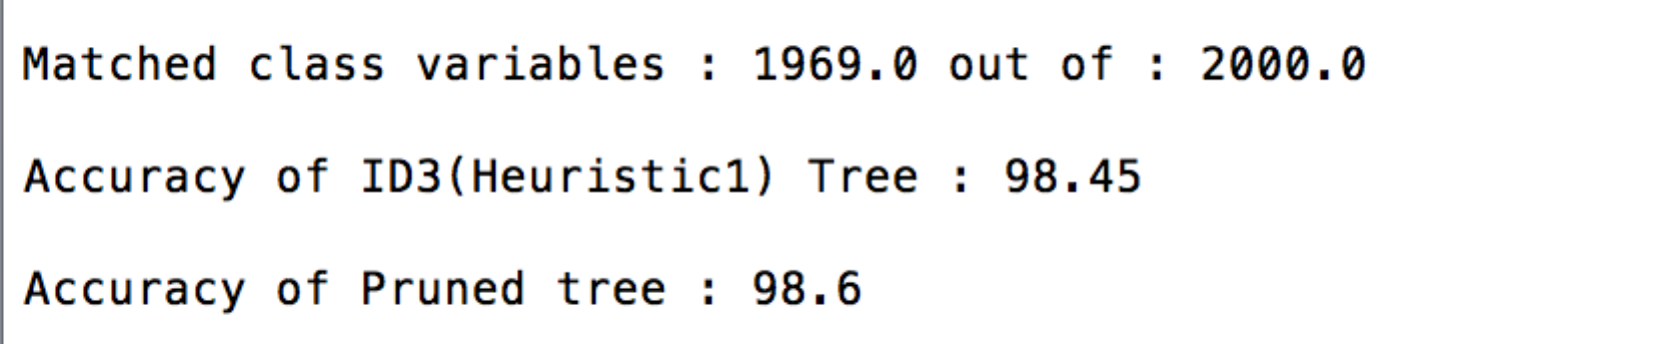 Matched class variables : 1969.0 out of : 2000.0
Accuracy of ID3(Heuristic1) Tree : 98.45
Accuracy of Pruned tree : 98.6